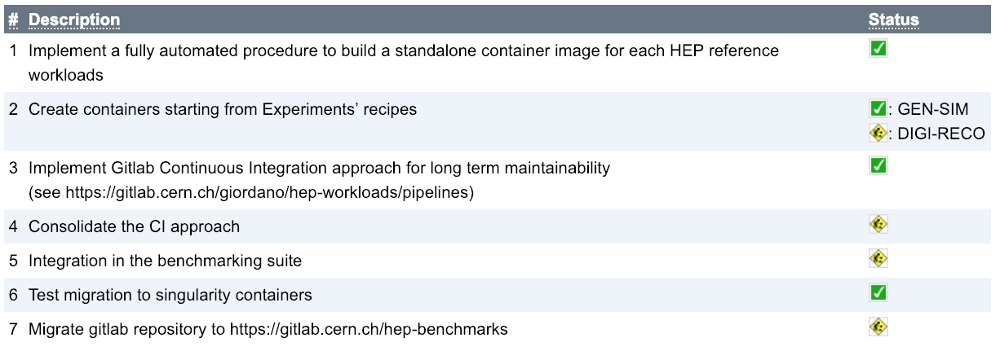 # Description Status
1 Implement a fully automated procedure to build a standalone container image for each HEP reference
workloads
2 Create containers starting from Experiments’ recipes : GEN-SIM
: DIGI-RECO
3 Implement Gitlab Continuous Integration approach for long term maintainability
(see https://gitlab.cern.ch/giordano/hep-workloads/pipelines)
4 Consolidate the CI approach
5 Integration in the benchmarking suite
6 Test migration to singularity containers
7 Migrate gitlab repository to https://gitlab.cern.ch/hep-benchmarks